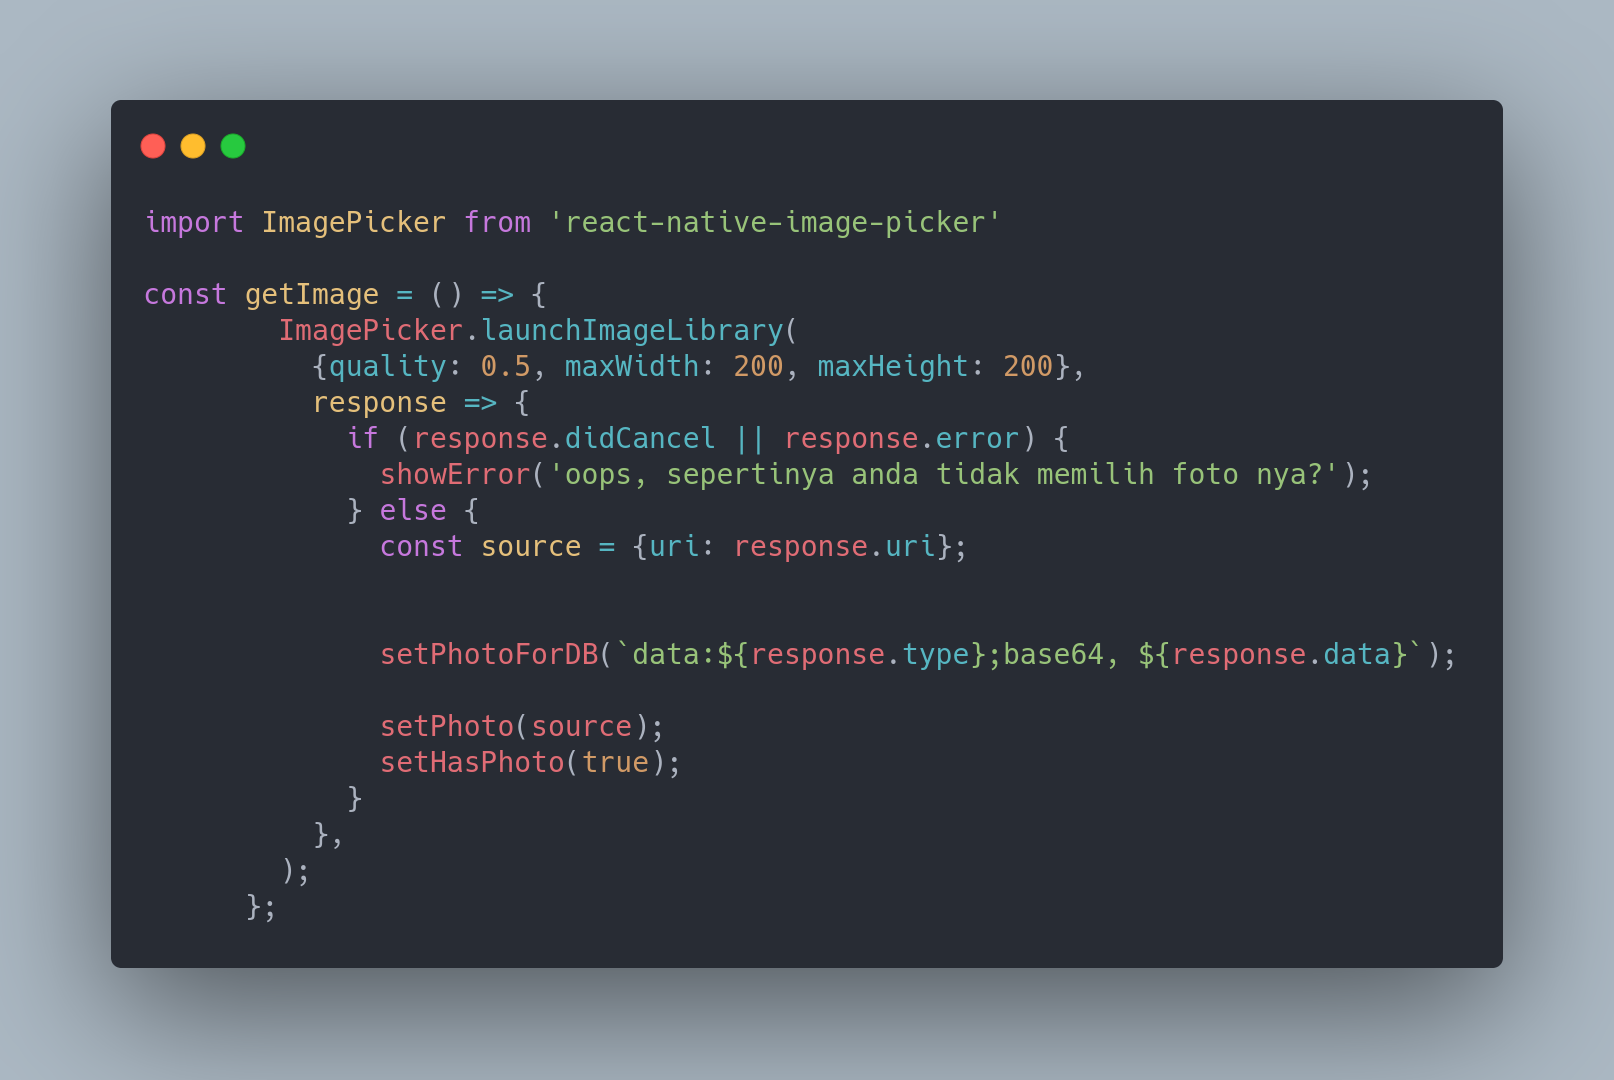 import ImagePicker from 'react-native-image-picker'
const getImage = () => {
ImagePicker.launchImageLibrary(
{quality: 0.5, maxWidth: 200, maxHeight: 200},
response => {
if (response.didCancel || response.error) {
showError('oops, sepertinya anda tidak memilih foto nya?');
} else {
const source = {uri: response.uri};
setPhotoForDB(`data:${response.type};base64, ${response.data}`);
setPhoto(source);
setHasPhoto(true);
}
},
);
};